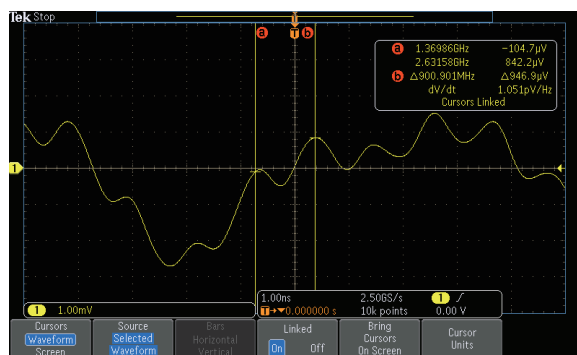 Tek Stop
a T b
a 1.36986GHz -104.7µV
2.63158GHz 842.2µV
b △900.901MHz △946.9µV
dV/dt 1.051pV/Hz
Cursors Linked
1
1 1.00mV
1.00ns 2.50GS/s 1 /
T→▼0.000000 s 10k points 0.00 V
Cursors Source Bars Linked Bring Cursor
Waveform Selected Horizontal On Off Cursors Units
Screen Waveform Vertical On Screen